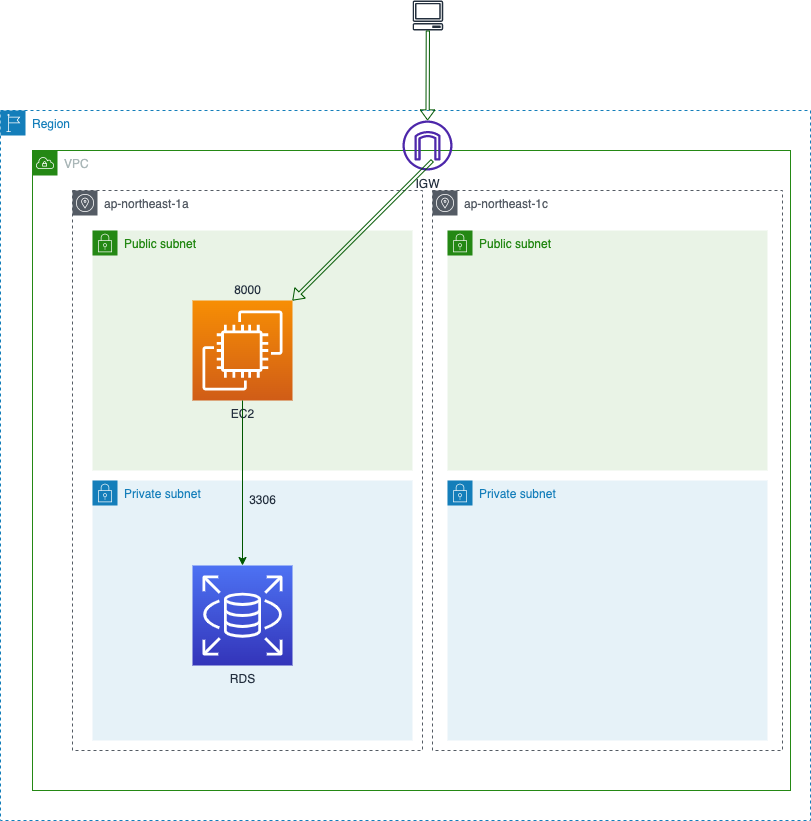 Region
VPC
IGW
ap-northeast-1a
ap-northeast-1c
Public subnet
Public subnet
8000
EC2
Private subnet
Private subnet
3306
RDS